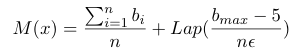 M(x) = \frac{\sum_{i=1}^{n} b_i}{n} + Lap(\frac{b_{max} - 5}{n\epsilon})